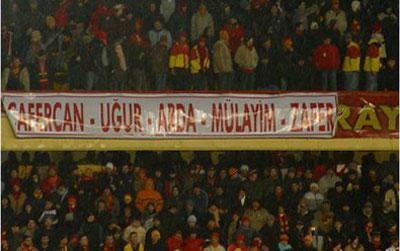 CAFERCAN - UĞUR - ARDA - MÜLAYİM - ZAFER
RAY